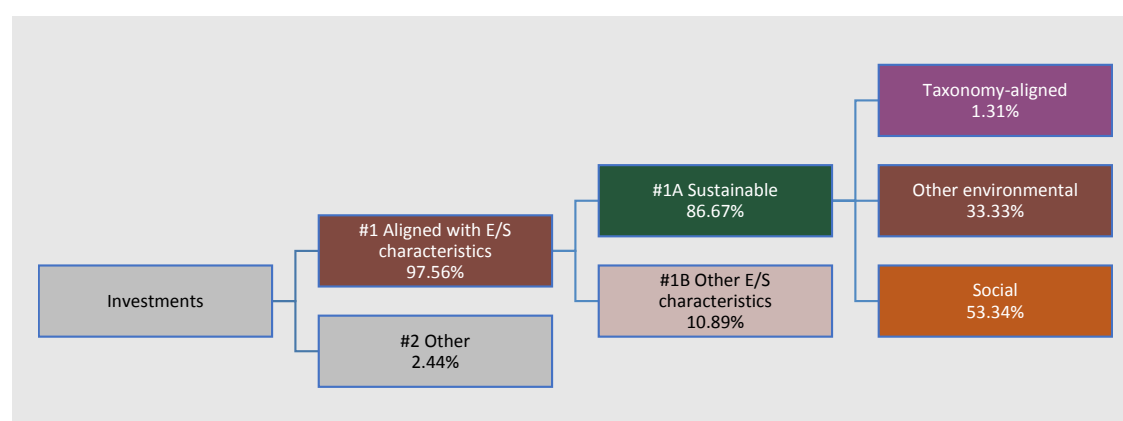 Investments
#1 Aligned with E/S
characteristics
97.56%
#2 Other
2.44%
#1A Sustainable
86.67%
#1B Other E/S
characteristics
10.89%
Taxonomy-aligned
1.31%
Other environmental
33.33%
Social
53.34%